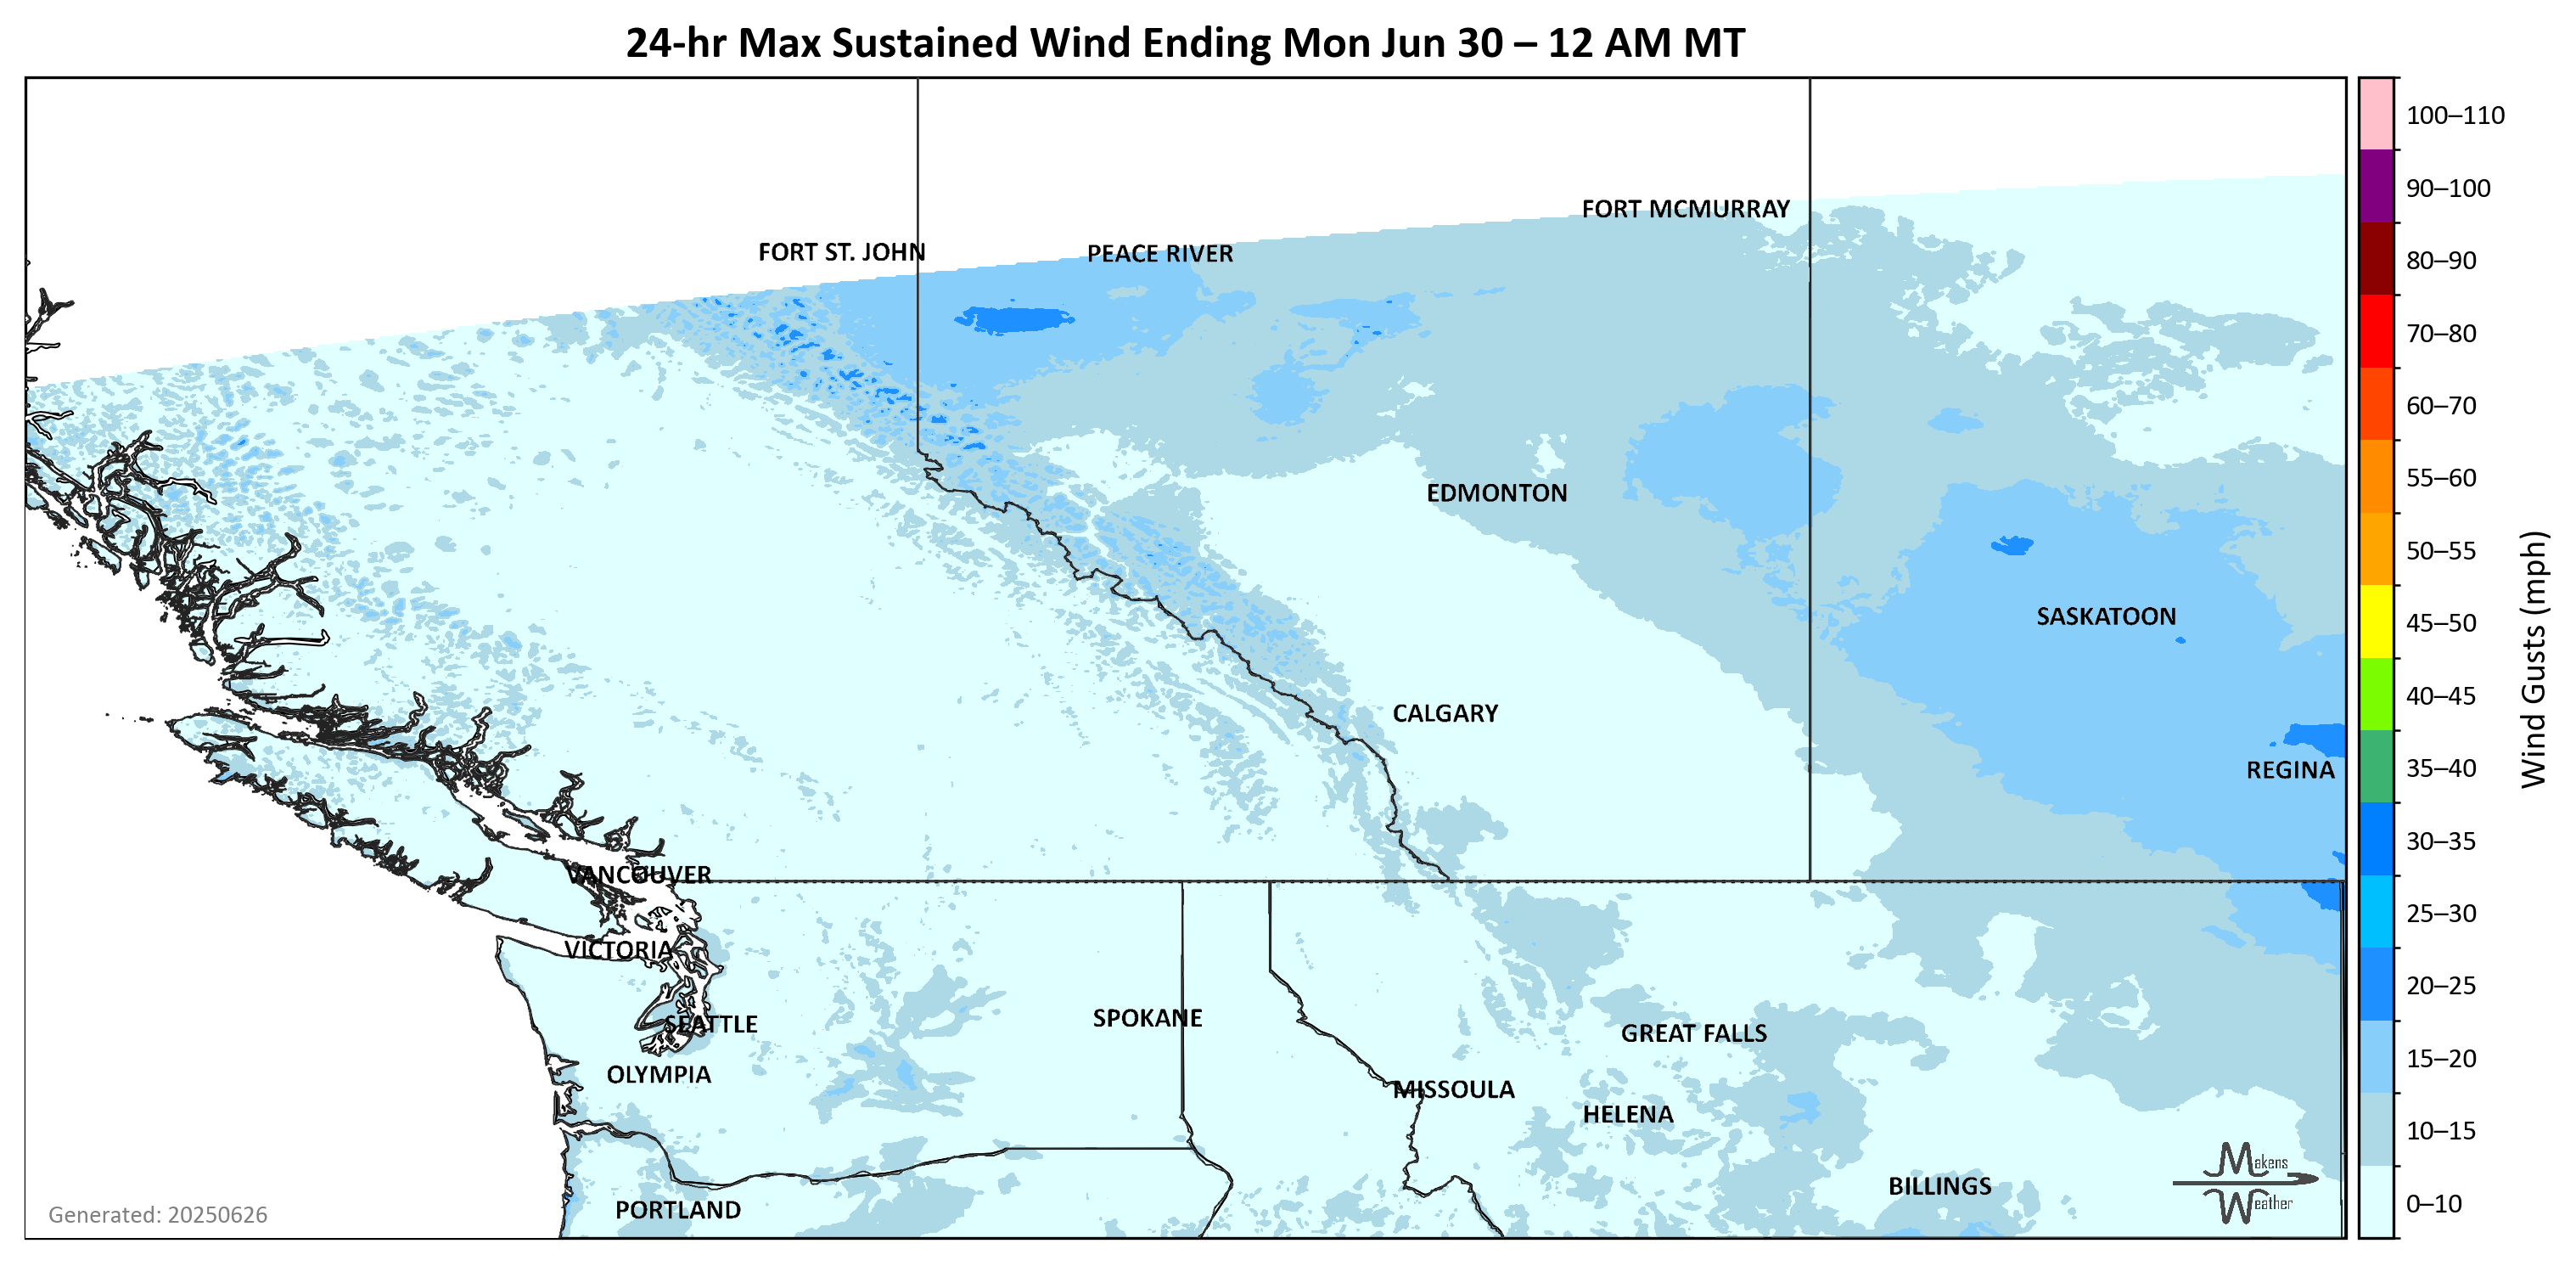 24-hr Max Sustained Wind Ending Mon Jun 30 – 12 AM MT
100–110
90–100
80–90
70–80
60–70
55–60
50–55
45–50
40–45
35–40
30–35
25–30
20–25
15–20
10–15
0–10
Wind Gusts (mph)
FORT MCMURRAY
FORT ST. JOHN
PEACE RIVER
EDMONTON
SASKATOON
CALGARY
REGINA
VANCOUVER
VICTORIA
SEATTLE
SPOKANE
GREAT FALLS
OLYMPIA
MISSOULA
HELENA
BILLINGS
PORTLAND
Makens
Weather
Generated: 20250626